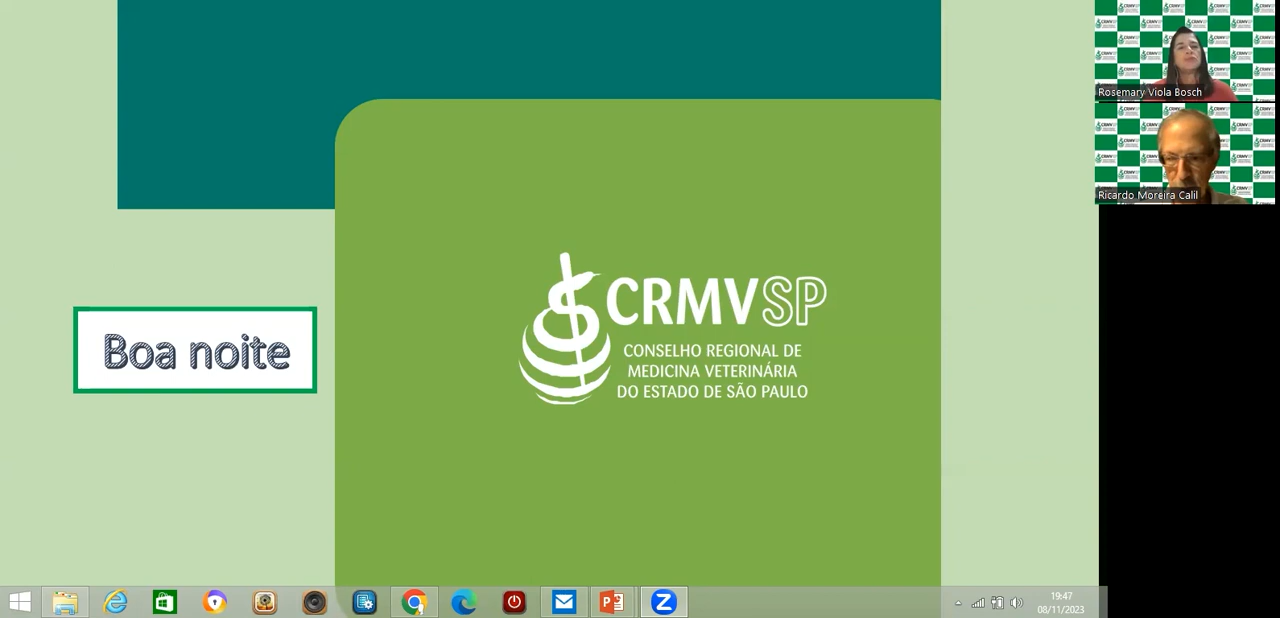 Boa noite
CRMVSP
CONSELHO REGIONAL DE
MEDICINA VETERINÁRIA
DO ESTADO DE SÃO PAULO
Rosemary Viola Bosch
Ricardo Moreira Calil
19:47
08/11/2023